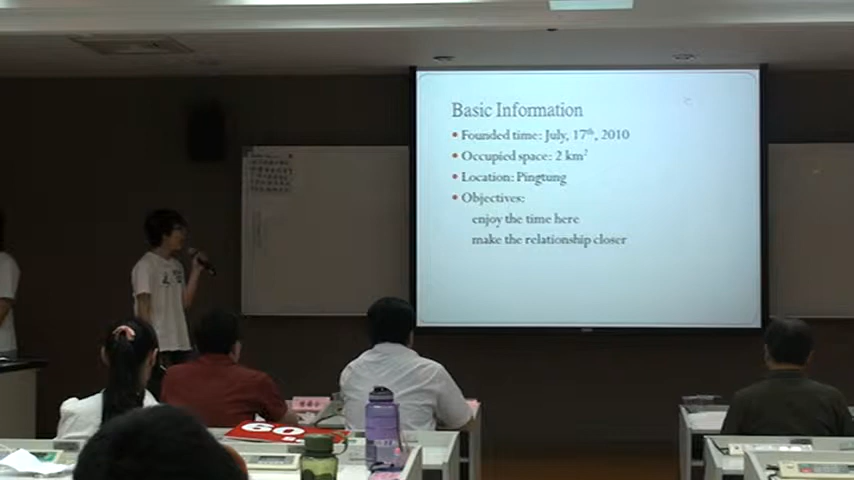 Basic Information
Founded time: July, 17th, 2010
Occupied space: 2 km²
Location: Pingtung
Objectives:
enjoy the time here
make the relationship closer
60